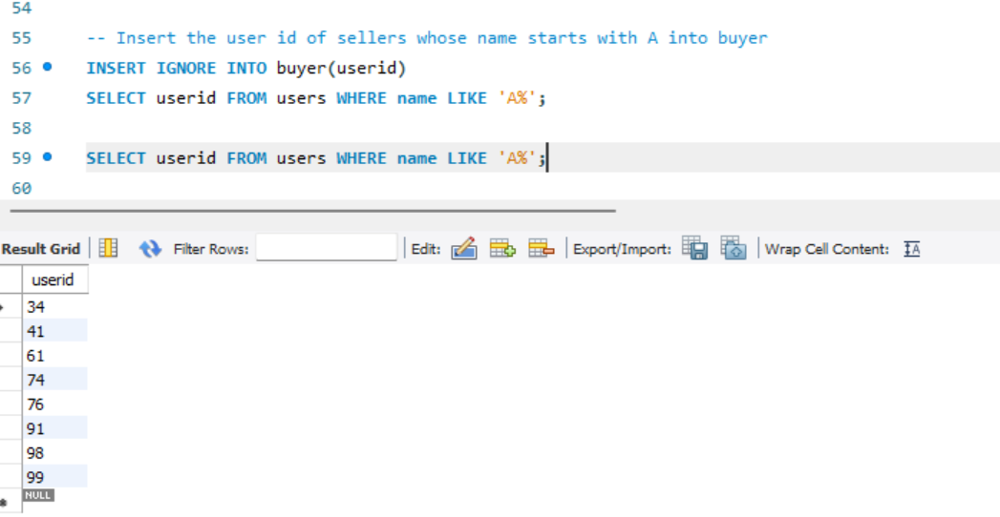 54
55 -- Insert the user id of sellers whose name starts with A into buyer
56 INSERT IGNORE INTO buyer(userid)
57 SELECT userid FROM users WHERE name LIKE 'A%';
58
59 SELECT userid FROM users WHERE name LIKE 'A%';
60
Result Grid Filter Rows: Edit: Export/Import: Wrap Cell Content: IA
userid
34
41
61
74
76
91
98
99
NULL